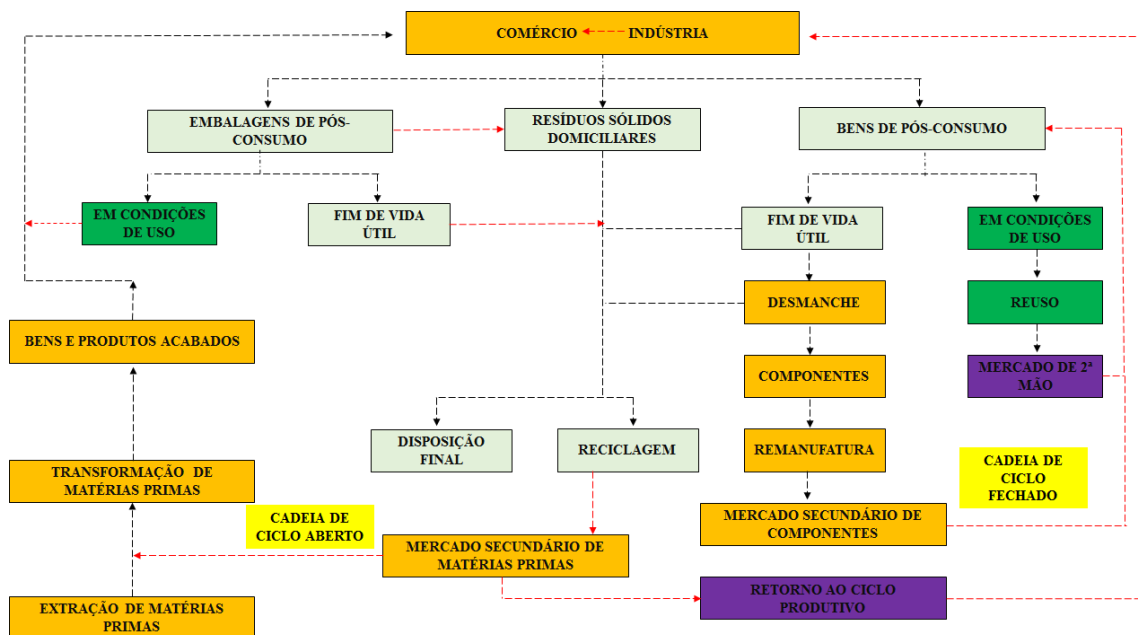 COMÉRCIO INDÚSTRIA
EMBALAGENS DE PÓS-
CONSUMO
RESÍDUOS SÓLIDOS
DOMICILIARES
BENS DE PÓS-CONSUMO
EM CONDIÇÕES
DE USO
FIM DE VIDA
ÚTIL
FIM DE VIDA
ÚTIL
EM CONDIÇÕES
DE USO
DESMANCHE
REUSO
BENS E PRODUTOS ACABADOS
COMPONENTES
MERCADO DE 2ª
MÃO
DISPOSIÇÃO
FINAL
RECICLAGEM
REMANUFATURA
TRANSFORMAÇÃO DE
MATÉRIAS PRIMAS
CADEIA DE
CICLO
FECHADO
CADEIA DE
CICLO ABERTO
MERCADO SECUNDÁRIO DE
COMPONENTES
MERCADO SECUNDÁRIO DE
MATÉRIAS PRIMAS
RETORNO AO CICLO
PRODUTIVO
EXTRAÇÃO DE MATÉRIAS
PRIMAS